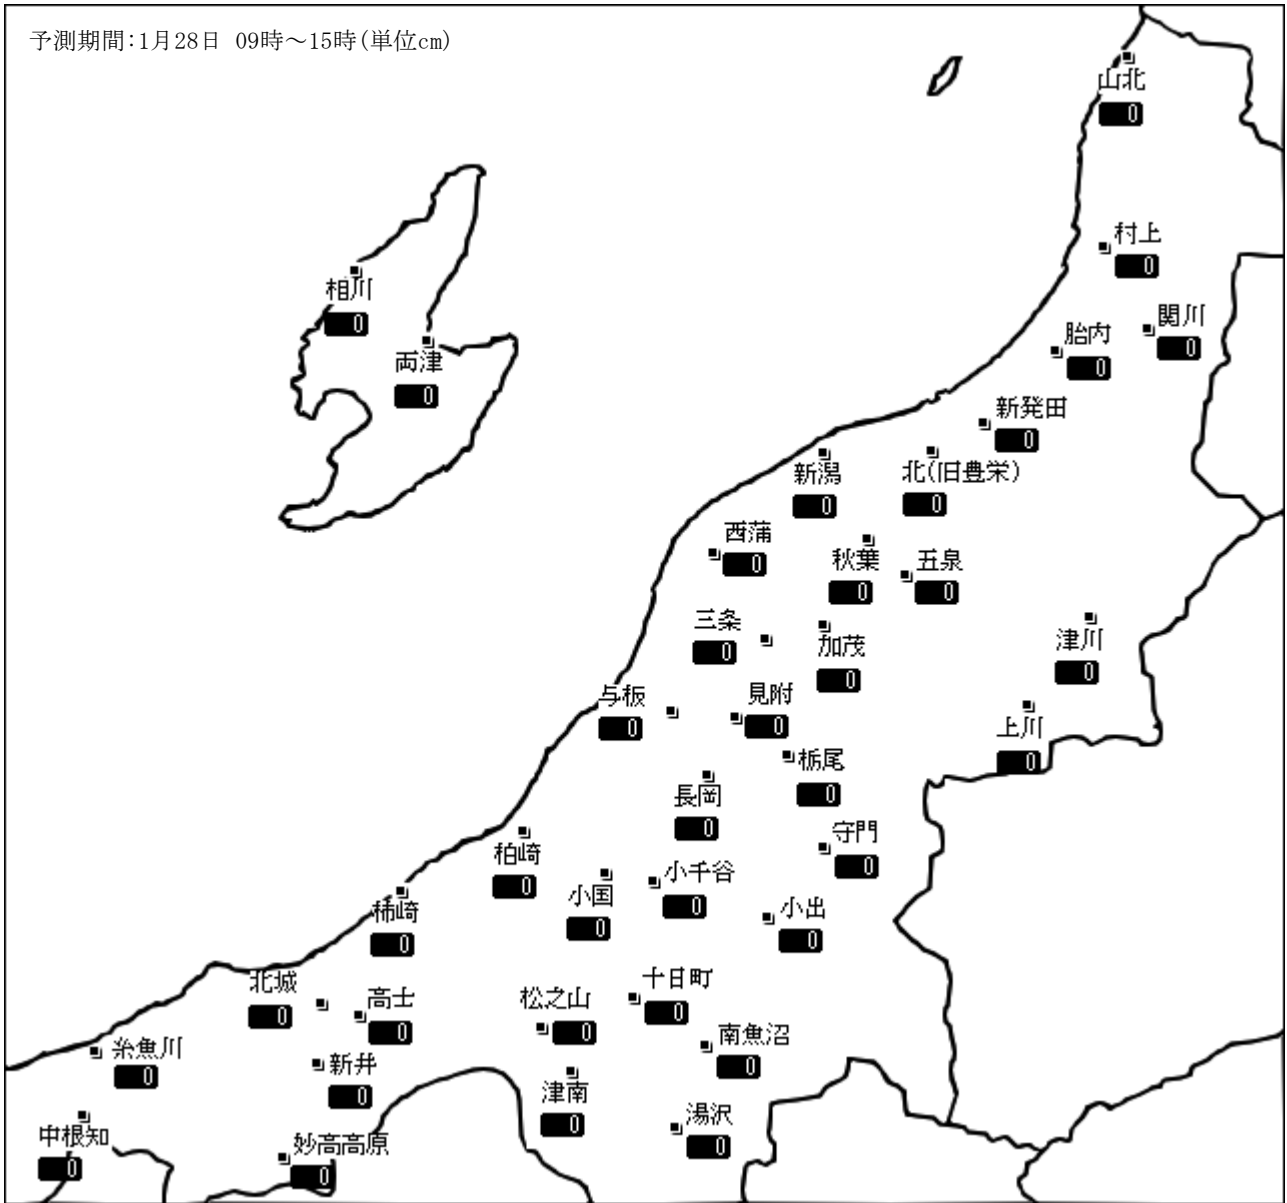 予測期間:1月28日 09時～15時(単位cm)
山北
0
村上
0
相川
0
関川
0
胎内
0
両津
0
新発田
0
新潟
0
北(旧豊栄)
0
西蒲
0
秋葉
0
五泉
0
三条
0
加茂
0
津川
0
与板
0
見附
0
上川
0
栃尾
0
長岡
0
守門
0
柏崎
0
小千谷
0
小国
0
小出
0
柿崎
0
北城
0
高士
0
松之山
0
十日町
0
南魚沼
0
糸魚川
0
新井
0
津南
0
湯沢
0
中根知
0
妙高高原
0